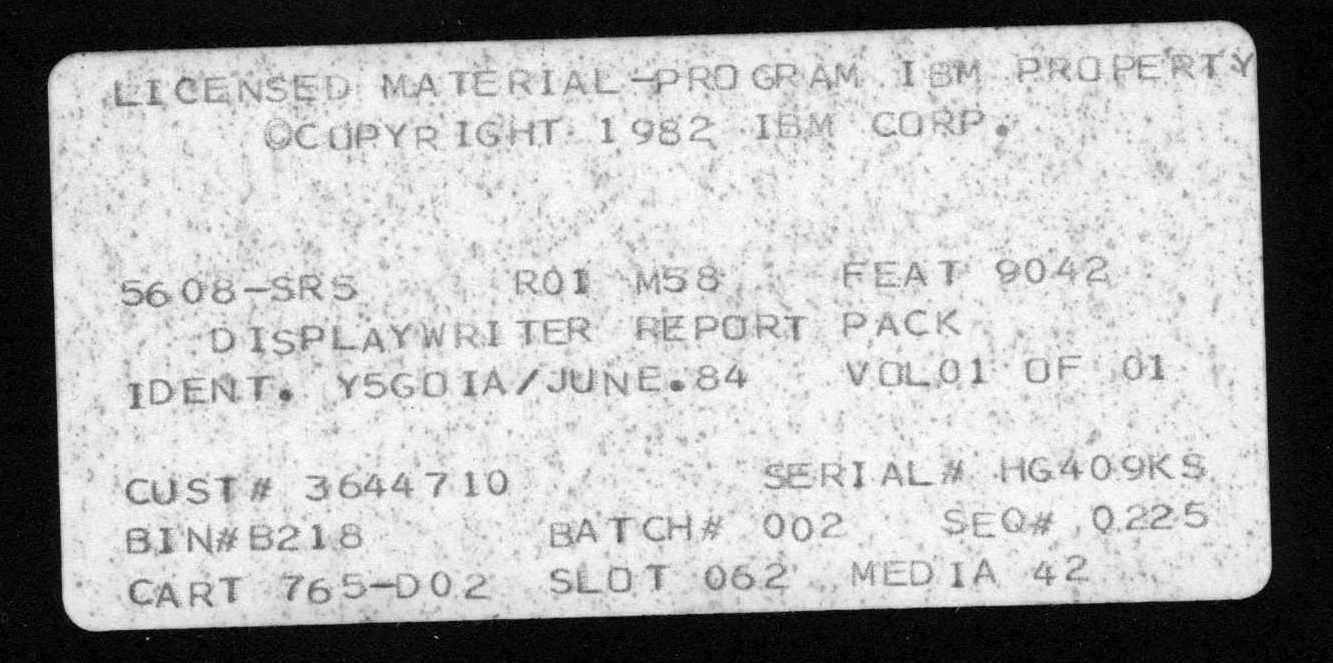 LICENSED MATERIAL-PROGRAM IBM PROPERTY
©COPYRIGHT 1982 IBM CORP.
5608-SR5 R01 M58 FEAT 9042
DISPLAYWRITER REPORT PACK
IDENT. Y5GOIA/JUNE.84 VOL01 OF 01
CUST# 3644710 SERIAL# HG409KS
BIN#B218 BATCH# 002 SEQ# 0225
CART 765-D02 SLOT 062 MEDIA 42